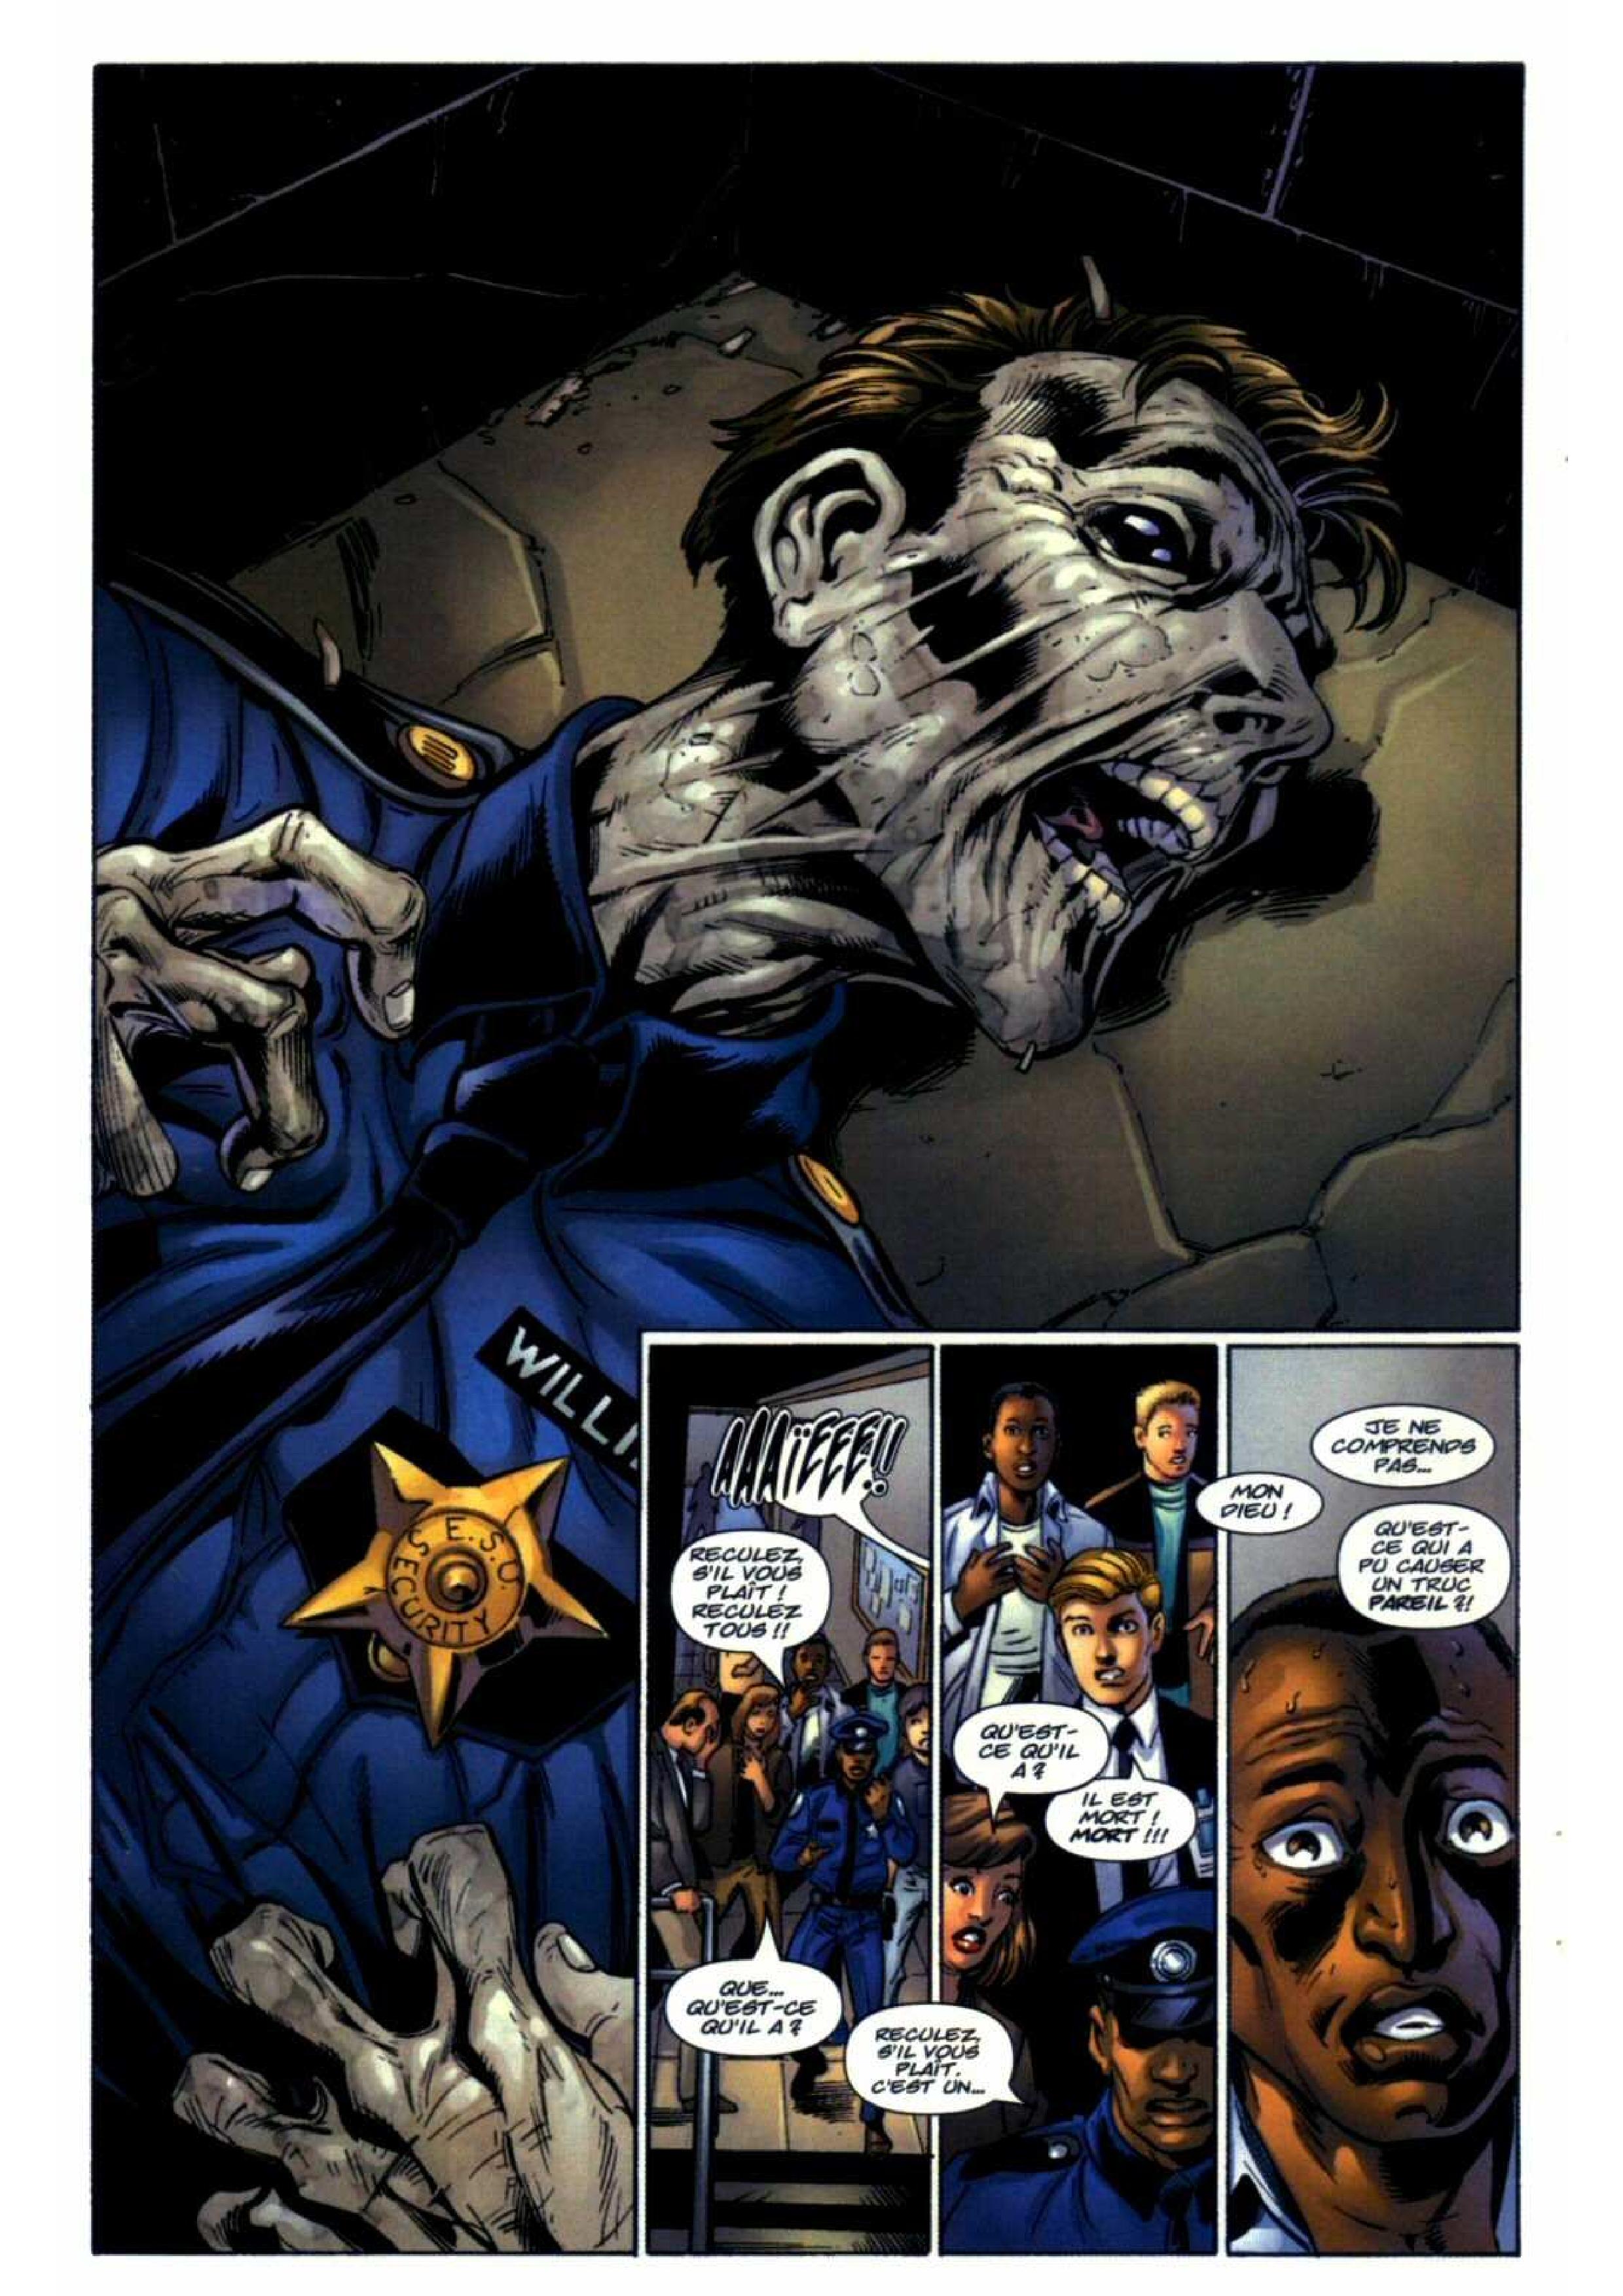 WILLI
E.S.U.
SECURITY
AAAÏEEE!!
RECULEZ,
S'IL VOUS
PLAÎT !
RECULEZ
TOUS !!
QUE...
QU'EST-CE
QU'IL A ?
RECULEZ,
S'IL VOUS
PLAÎT.
C'EST UN...
QU'EST-
CE QU'IL
A ?
IL EST
MORT !
MORT !!!
MON
DIEU !
JE NE
COMPRENDS
PAS...
QU'EST-
CE QUI A
PU CAUSER
UN TRUC
PAREIL ?!